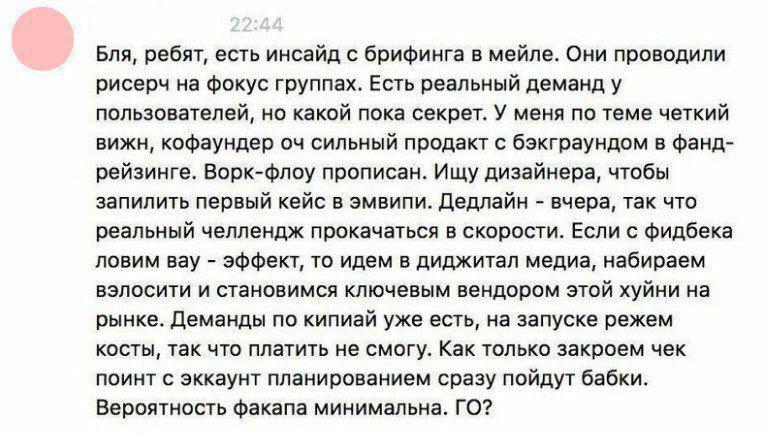 22:44
Бля, ребят, есть инсайд с брифинга в мейле. Они проводили
рисерч на фокус группах. Есть реальный деманд у
пользователей, но какой пока секрет. У меня по теме четкий
вижн, кофаундер оч сильный продакт с бэкграундом в фанд-
рейзинге. Ворк-флоу прописан. Ищу дизайнера, чтобы
запилить первый кейс в эмвипи. Дедлайн - вчера, так что
реальный челлендж прокачаться в скорости. Если с фидбека
ловим вау - эффект, то идем в диджитал медиа, набираем
вэлосити и становимся ключевым вендором этой хуйни на
рынке. Деманды по кипиай уже есть, на запуске режем
косты, так что платить не смогу. Как только закроем чек
поинт с эккаунт планированием сразу пойдут бабки.
Вероятность факапа минимальна. ГО?